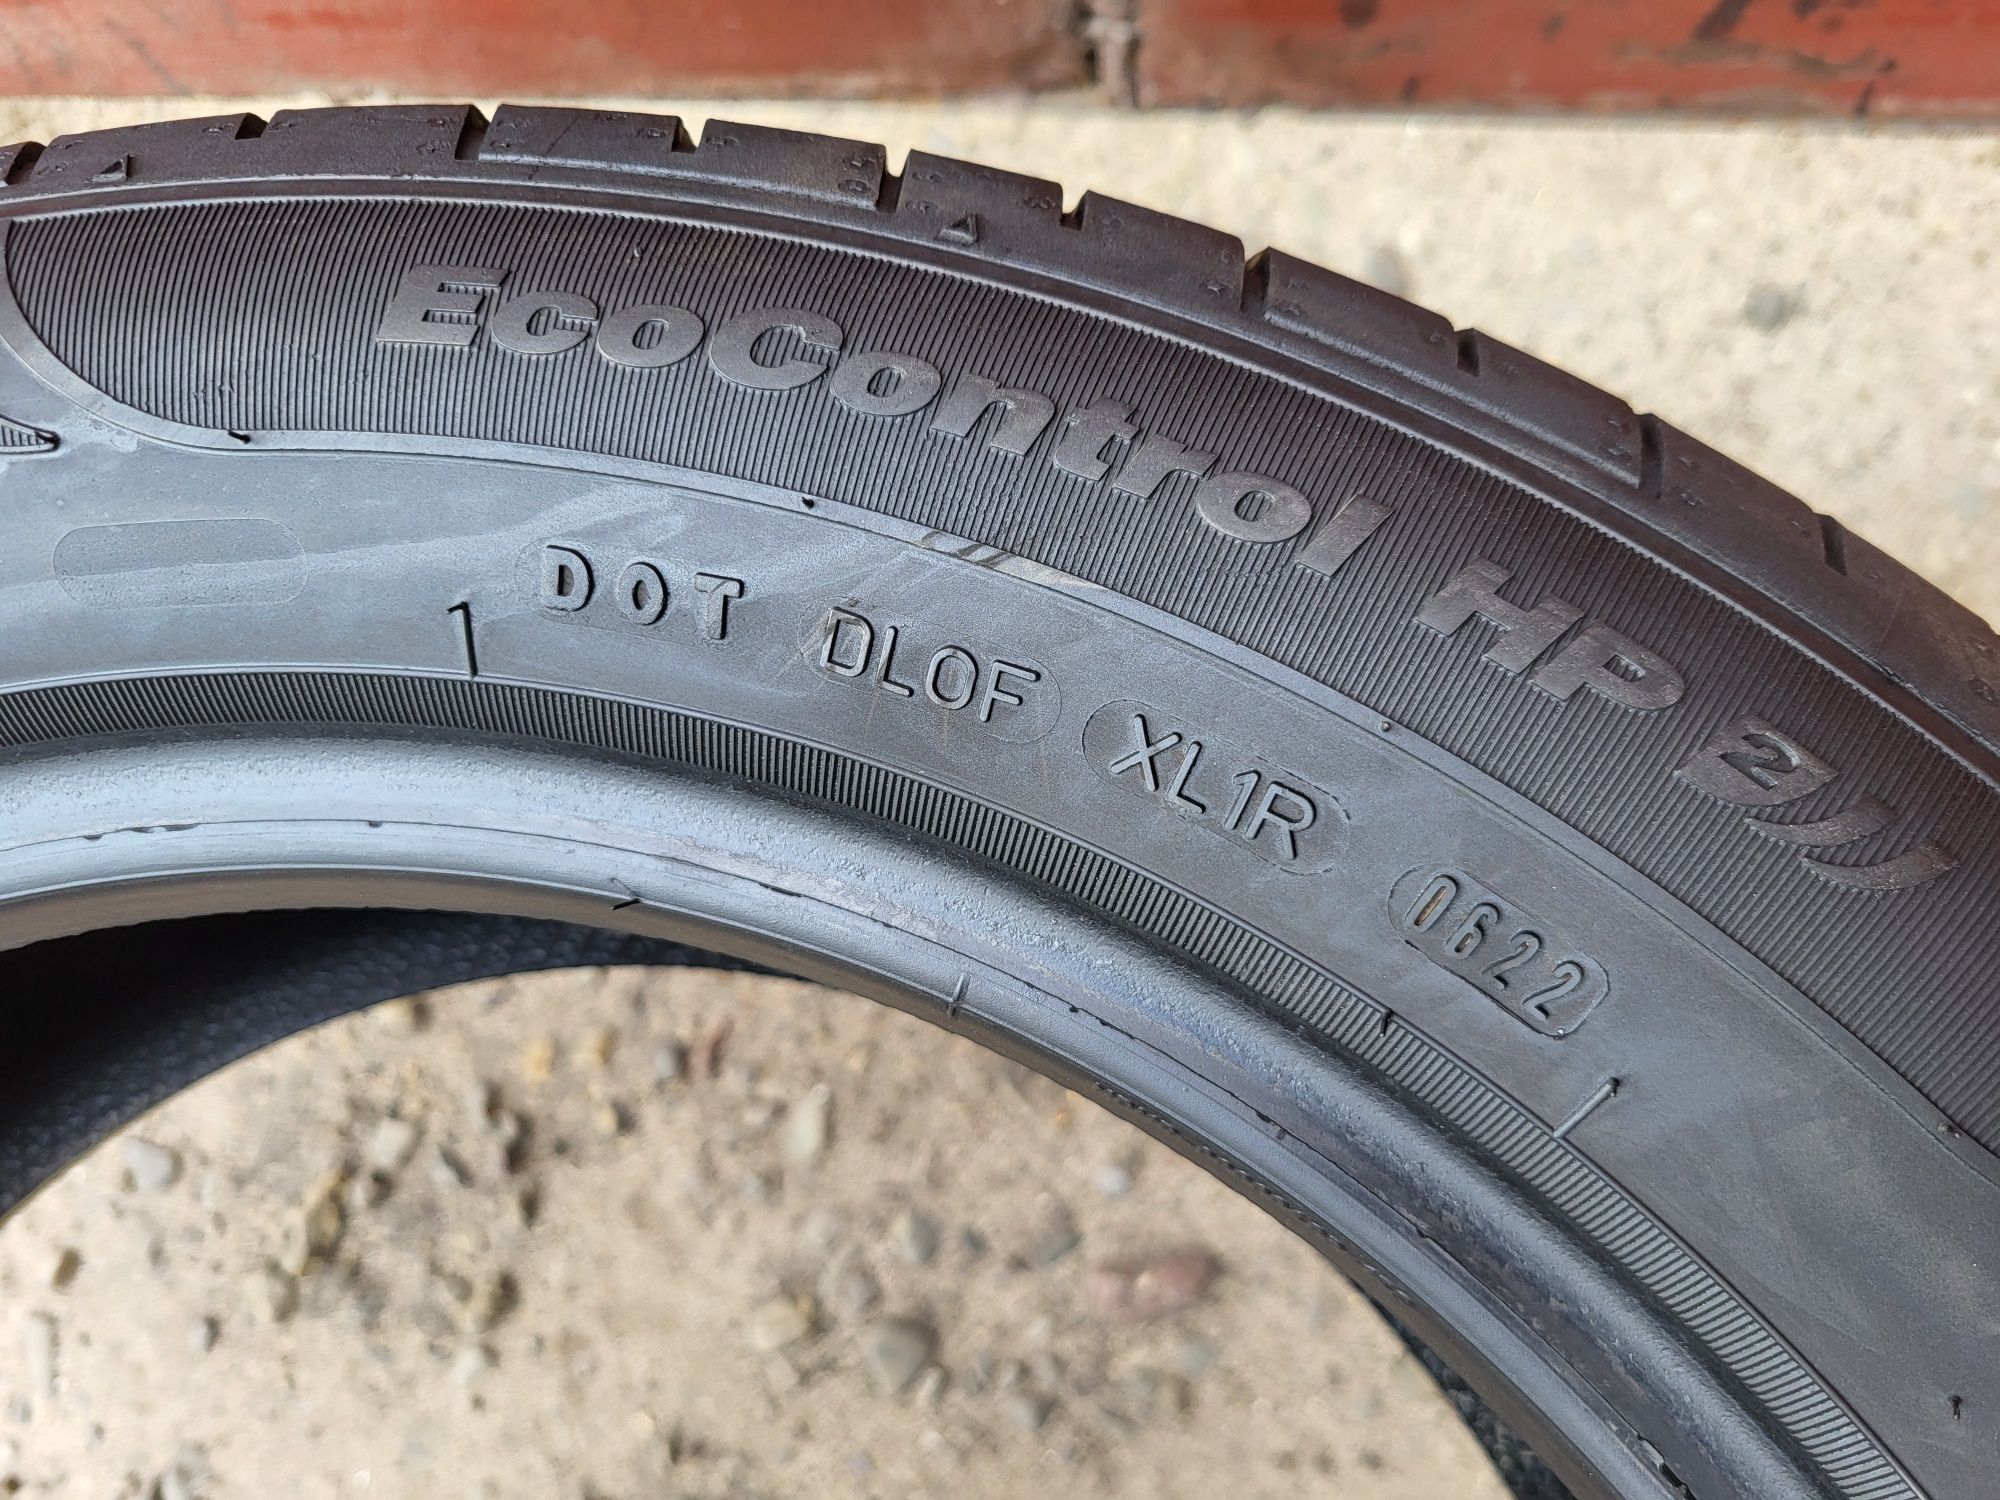 EcoControl HP 2
DOT DLOF XL1R 0622